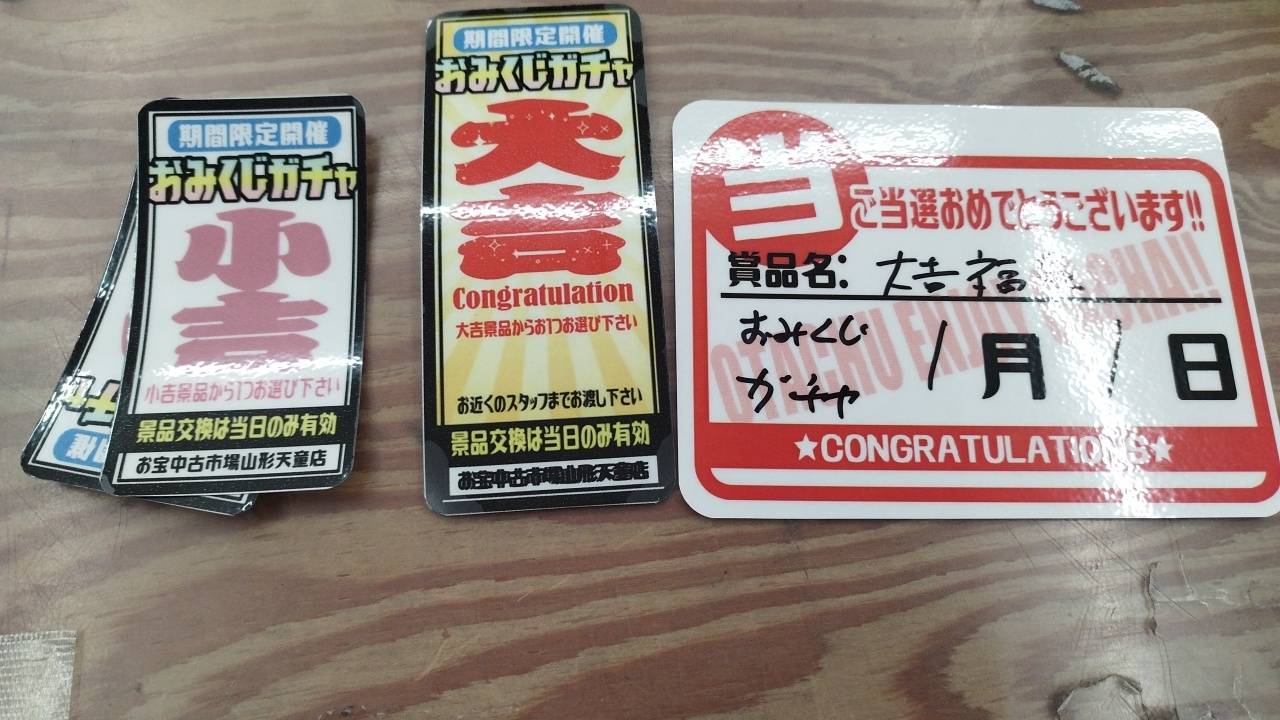 期間限定開催
おみくじガチャ
小吉
小吉景品から1つお選び下さい
景品交換は当日のみ有効
お宝中古市場山形天童店
期間限定開催
おみくじガチャ
大吉
Congratulation
大吉景品からお1つお選び下さい
お近くのスタッフまでお渡し下さい
景品交換は当日のみ有効
お宝中古市場山形天童店
当
ご当選おめでとうございます!!
賞品名: 大吉福
おみくじ
ガチャ
1月1日
OTACHU ENJOY GACHA!!
★CONGRATULATIONS★